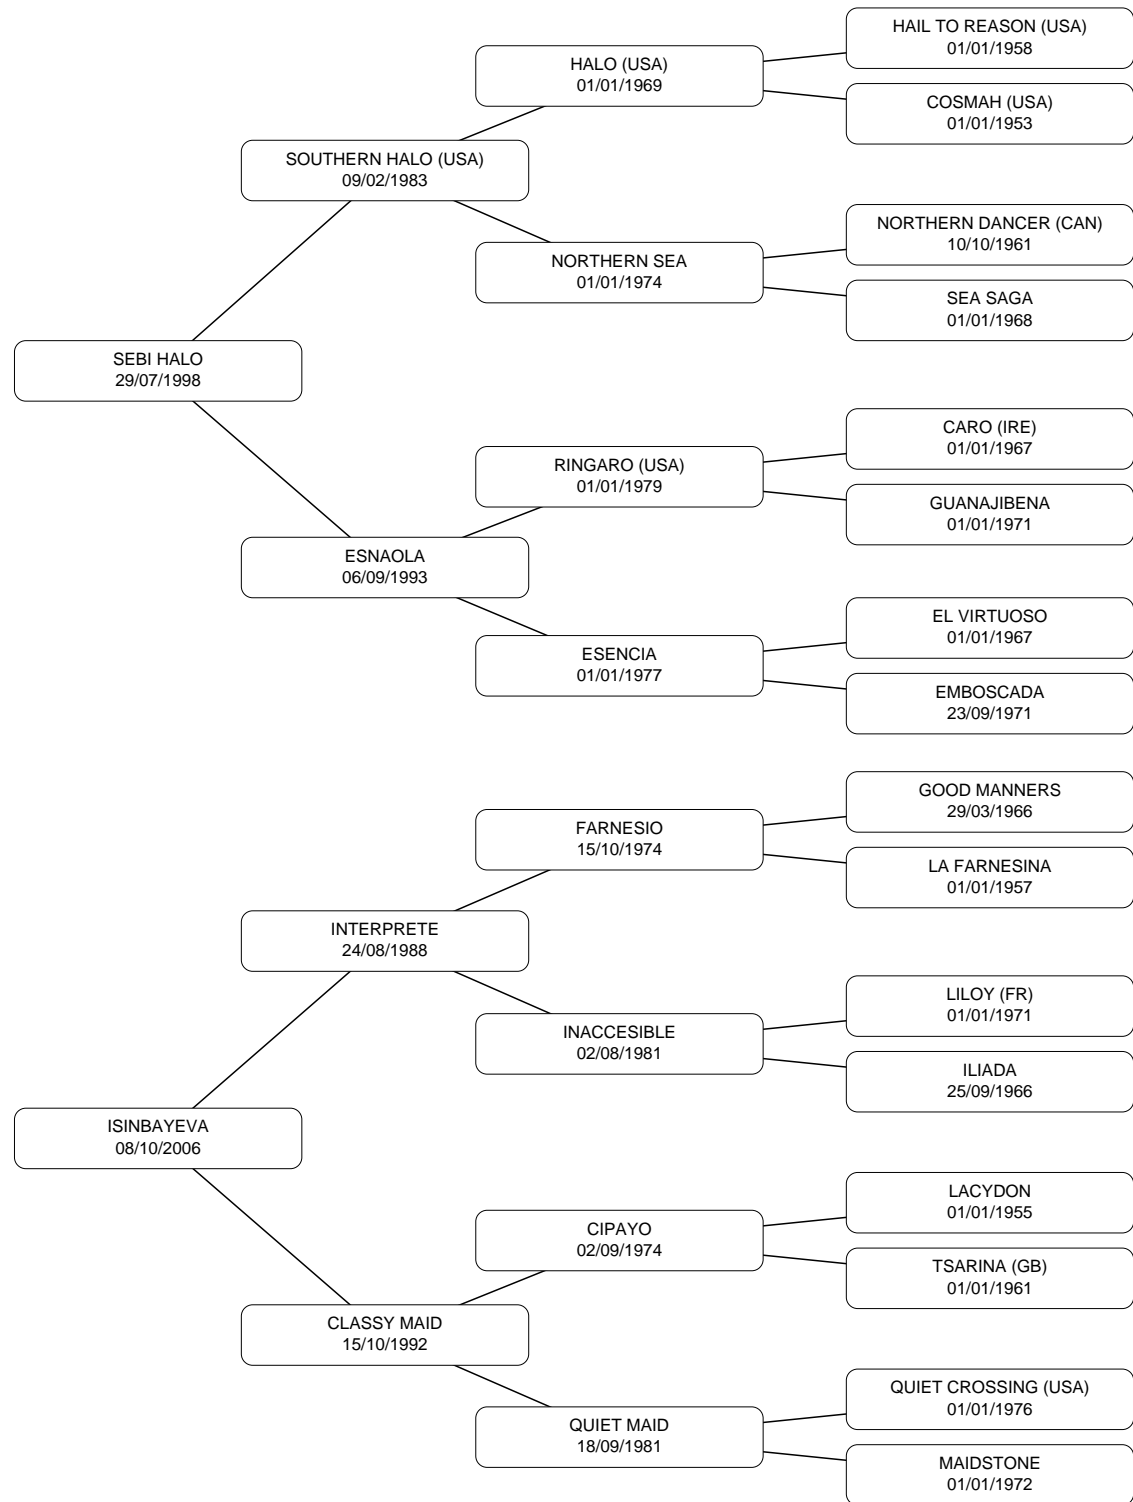 HAIL TO REASON (USA)
01/01/1958
HALO (USA)
01/01/1969
COSMAH (USA)
01/01/1953
SOUTHERN HALO (USA)
09/02/1983
NORTHERN DANCER (CAN)
10/10/1961
NORTHERN SEA
01/01/1974
SEA SAGA
01/01/1968
SEBI HALO
29/07/1998
CARO (IRE)
01/01/1967
RINGARO (USA)
01/01/1979
GUANAJIBENA
01/01/1971
ESNAOLA
06/09/1993
EL VIRTUOSO
01/01/1967
ESENCIA
01/01/1977
EMBOSCADA
23/09/1971
GOOD MANNERS
29/03/1966
FARNESIO
15/10/1974
LA FARNESINA
01/01/1957
INTERPRETE
24/08/1988
LILOY (FR)
01/01/1971
INACCESIBLE
02/08/1981
ILIADA
25/09/1966
ISINBAYEVA
08/10/2006
LACYDON
01/01/1955
CIPAYO
02/09/1974
TSARINA (GB)
01/01/1961
CLASSY MAID
15/10/1992
QUIET CROSSING (USA)
01/01/1976
QUIET MAID
18/09/1981
MAIDSTONE
01/01/1972